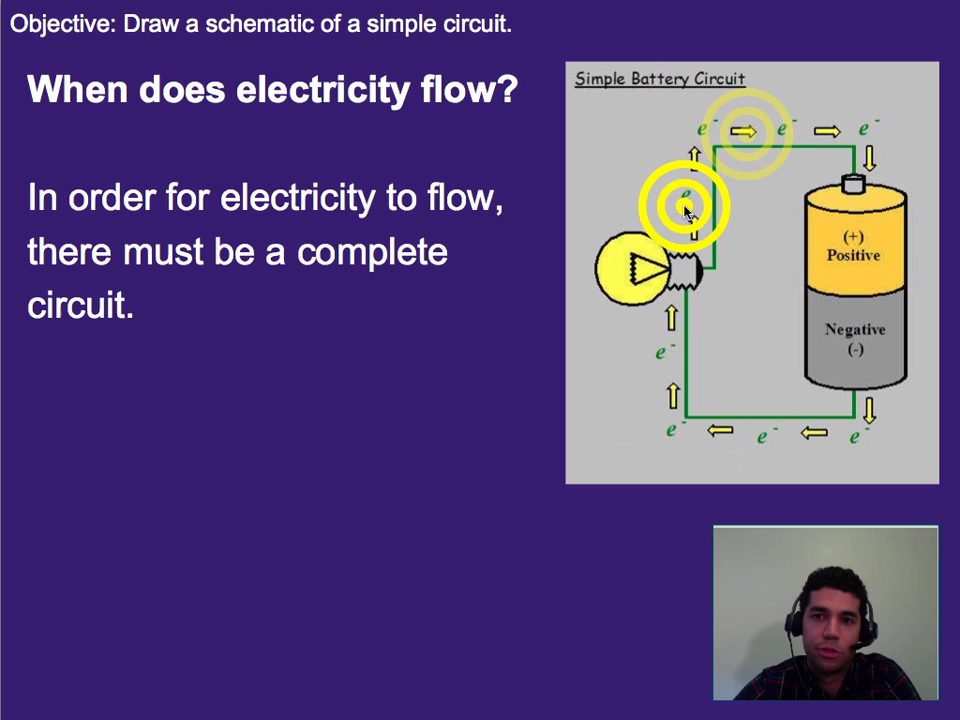 Objective: Draw a schematic of a simple circuit.
When does electricity flow?
In order for electricity to flow,
there must be a complete
circuit.
Simple Battery Circuit
e- e- e-
e
(+)
Positive
Negative
(-)
e-
e- e- e-